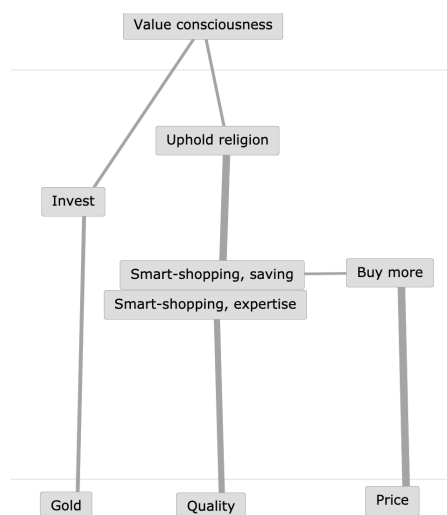 Value consciousness
Uphold religion
Invest
Smart-shopping, saving
Buy more
Smart-shopping, expertise
Gold
Quality
Price